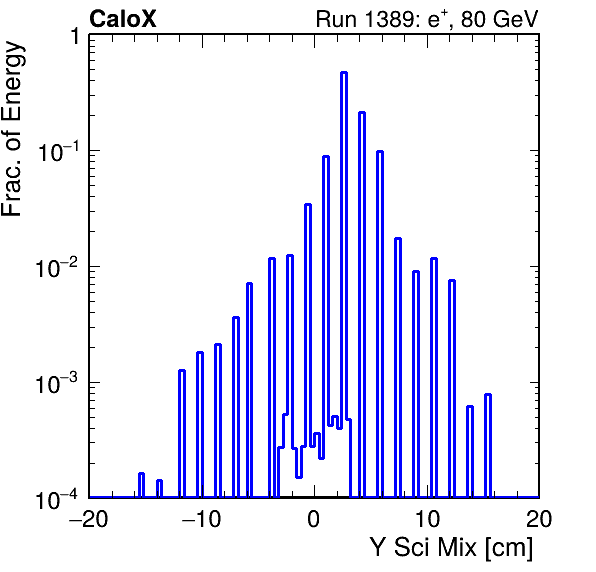 CaloX Run 1389: e⁺, 80 GeV
Frac. of Energy
1
10⁻¹
10⁻²
10⁻³
10⁻⁴
−20 −10 0 10 20
Y Sci Mix [cm]